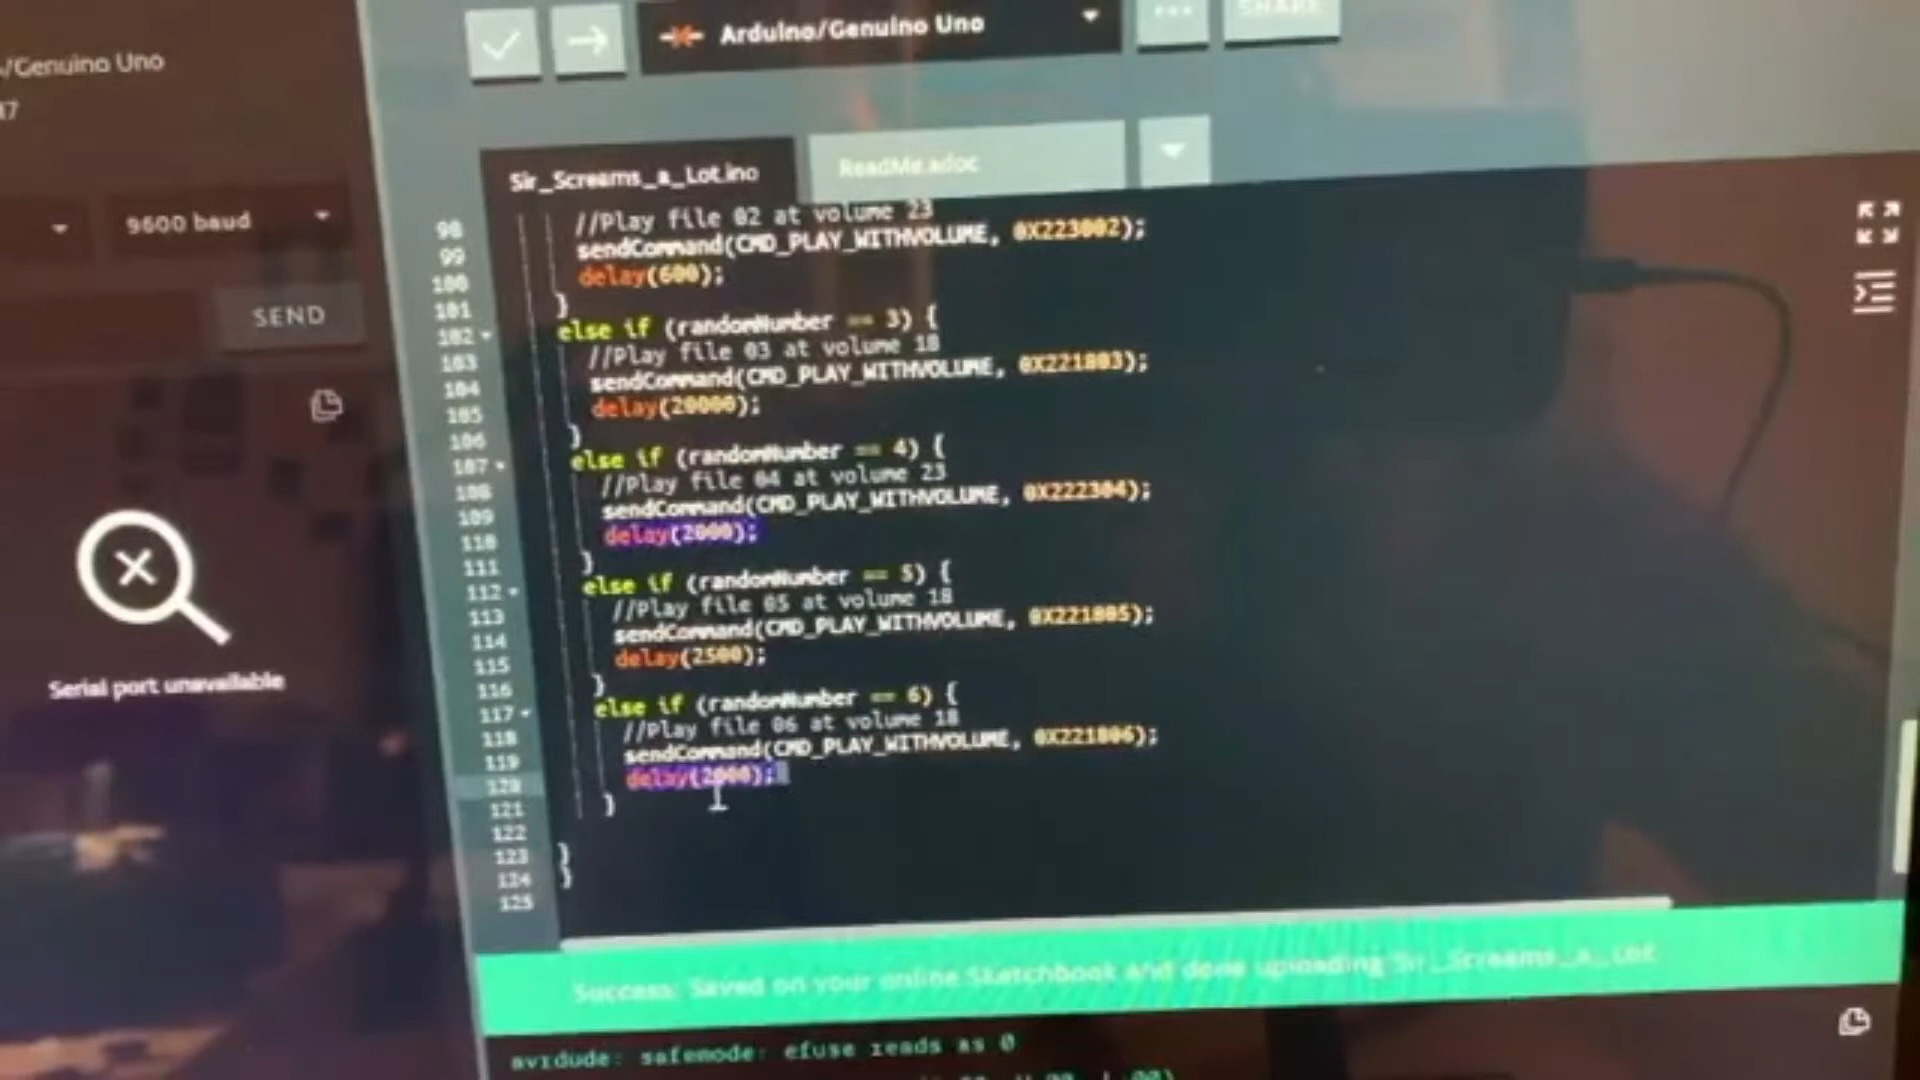 /Genuino Uno
Arduino/Genuino Uno
SHARE
9600 baud
SEND
Serial port unavailable
Sir_Screams_a_Lot.ino
ReadMe.adoc
98 //Play file 02 at volume 23
99 sendCommand(CMD_PLAY_WITHVOLUME, 0X223002);
100 delay(600);
101 }
102 else if (randomNumber == 3) {
103 //Play file 03 at volume 18
104 sendCommand(CMD_PLAY_WITHVOLUME, 0X221803);
105 delay(20000);
106 }
107 else if (randomNumber == 4) {
108 //Play file 04 at volume 23
109 sendCommand(CMD_PLAY_WITHVOLUME, 0X222304);
110 delay(2000);
111 }
112 else if (randomNumber == 5) {
113 //Play file 05 at volume 18
114 sendCommand(CMD_PLAY_WITHVOLUME, 0X221805);
115 delay(2500);
116 }
117 else if (randomNumber == 6) {
118 //Play file 06 at volume 18
119 sendCommand(CMD_PLAY_WITHVOLUME, 0X221806);
120 delay(2000);
121 }
122
123 }
124 }
125
Success: Saved on your online Sketchbook and done uploading Sir_Screams_a_Lot
avrdude: safemode: efuse reads as 0